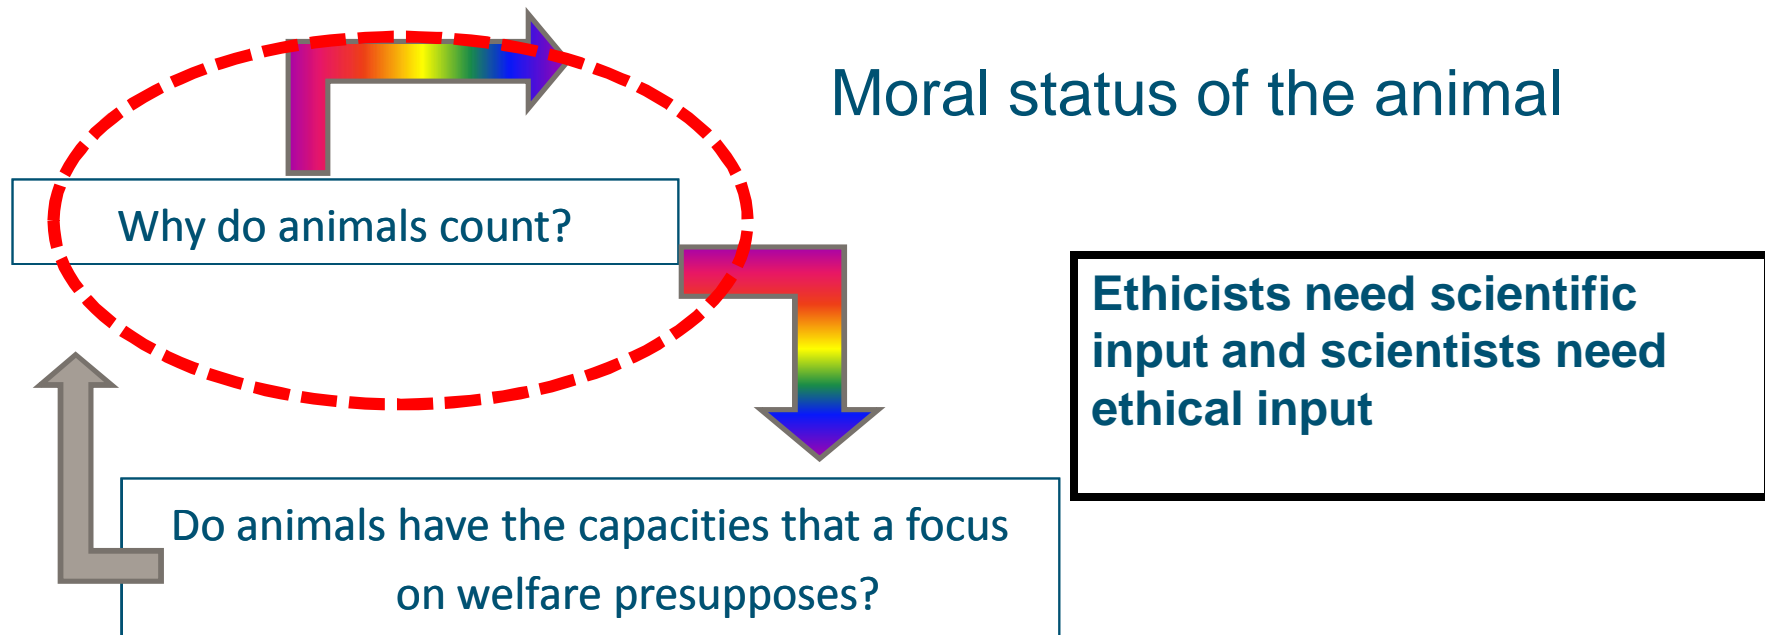 Moral status of the animal
Why do animals count?
Ethicists need scientific
input and scientists need
ethical input
Do animals have the capacities that a focus
on welfare presupposes?